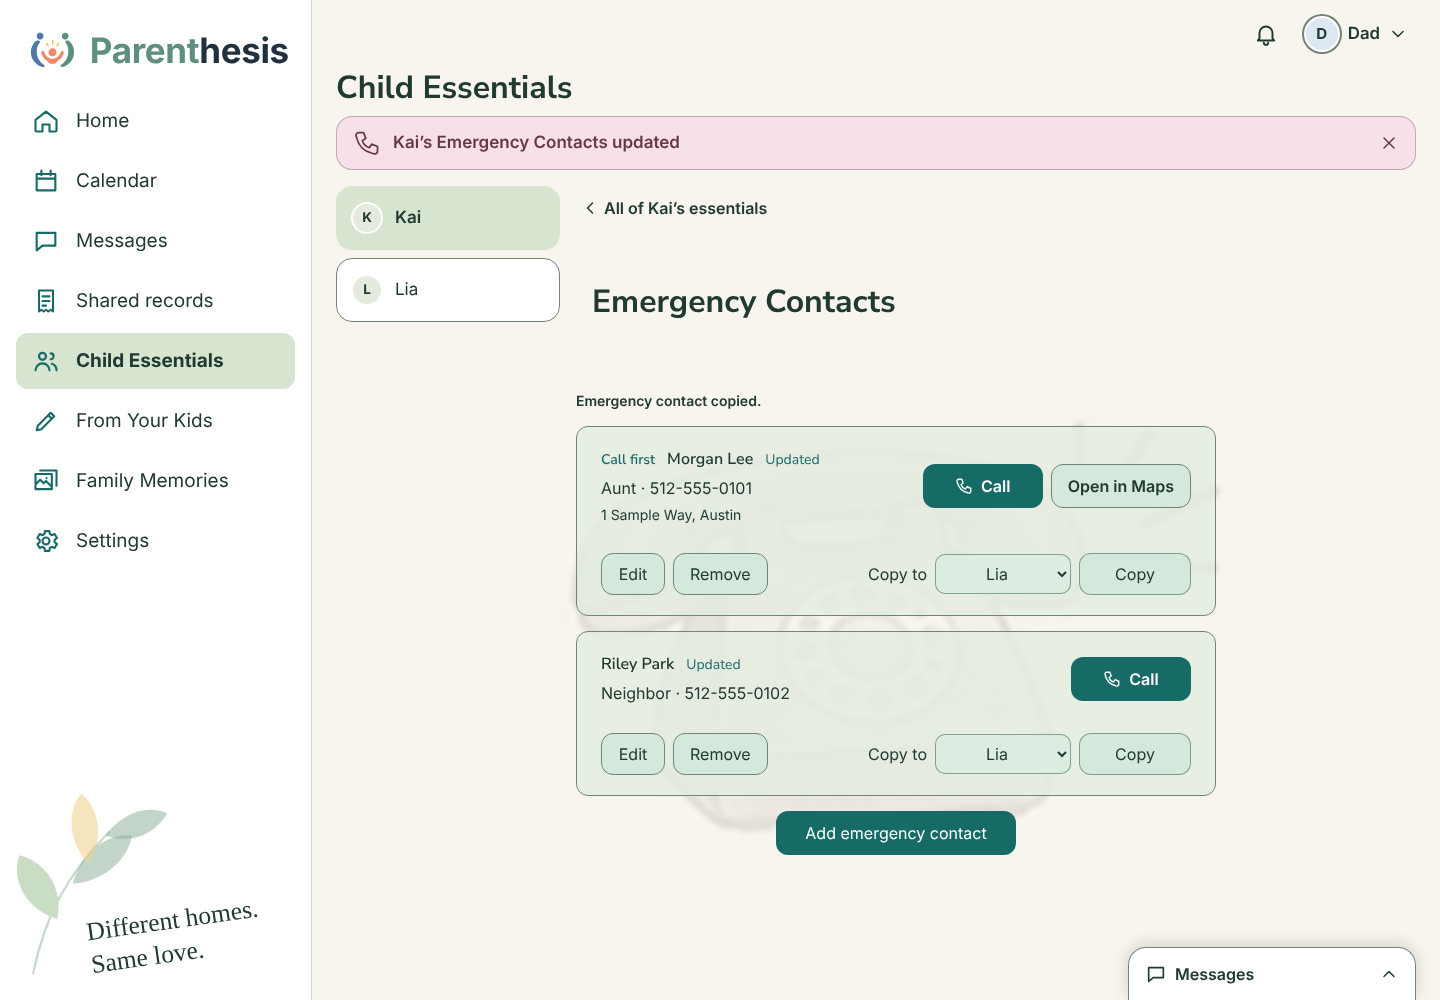 Parenthesis
Home
Calendar
Messages
Shared records
Child Essentials
From Your Kids
Family Memories
Settings
Different homes.
Same love.
D Dad
Child Essentials
Kai’s Emergency Contacts updated
K Kai
L Lia
All of Kai’s essentials
Emergency Contacts
Emergency contact copied.
Call first Morgan Lee Updated
Aunt · 512-555-0101
1 Sample Way, Austin
Call
Open in Maps
Edit
Remove
Copy to
Lia
Copy
Riley Park Updated
Neighbor · 512-555-0102
Call
Edit
Remove
Copy to
Lia
Copy
Add emergency contact
Messages